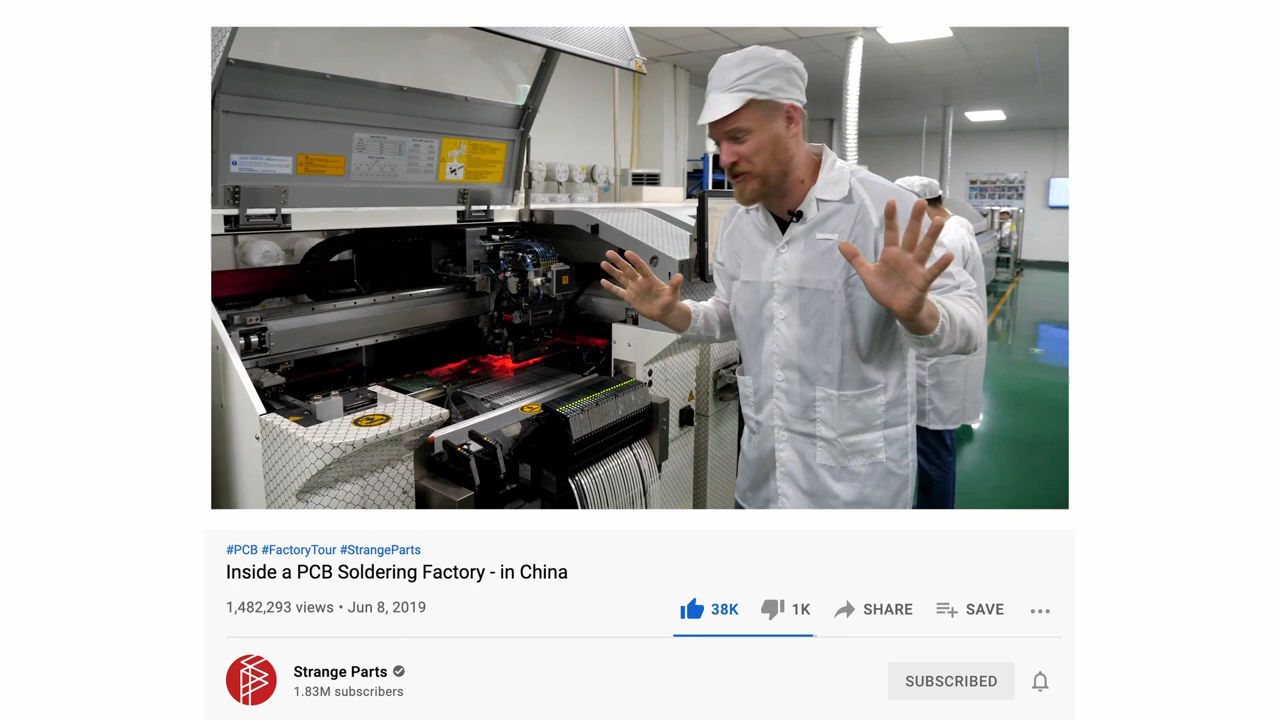 #PCB #FactoryTour #StrangeParts
Inside a PCB Soldering Factory - in China
1,482,293 views • Jun 8, 2019
38K
1K
SHARE
SAVE
Strange Parts
1.83M subscribers
SUBSCRIBED